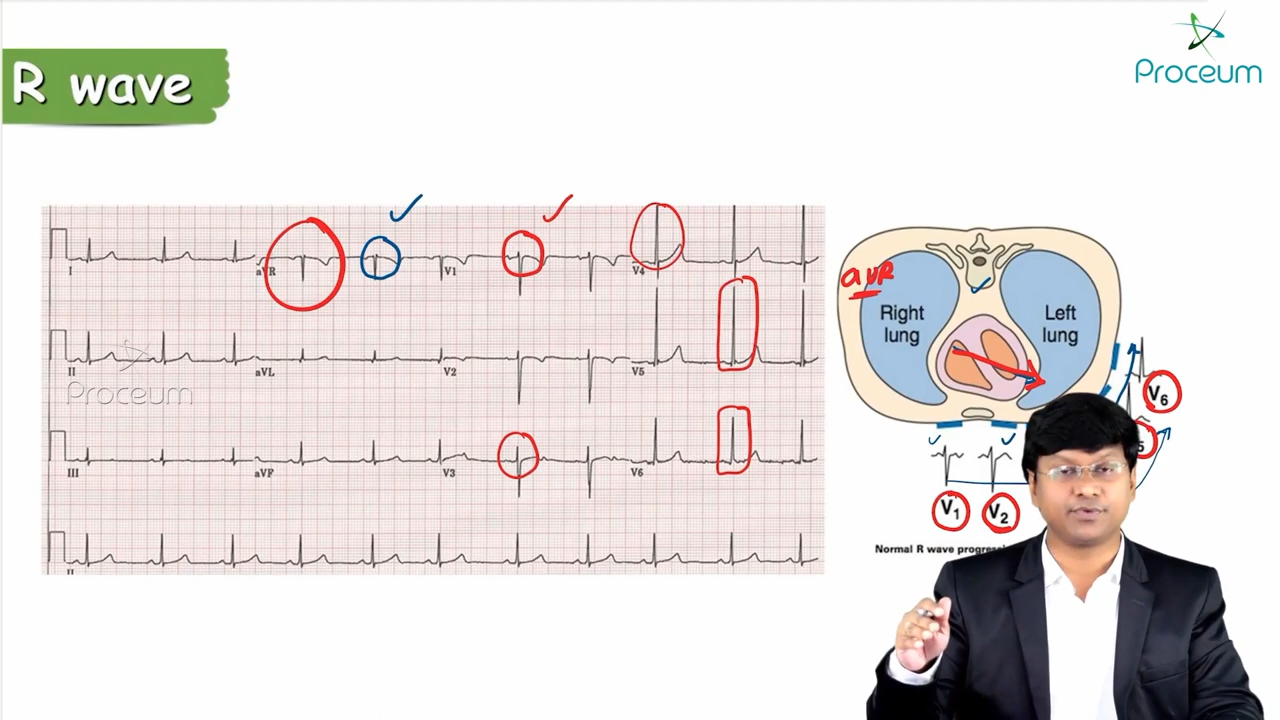 R wave
Proceum
I
aVR
V1
V4
II
aVL
V2
V5
Proceum
III
aVF
V3
V6
II
aVR
Right
lung
Left
lung
V6
5
V1
V2
Normal R wave